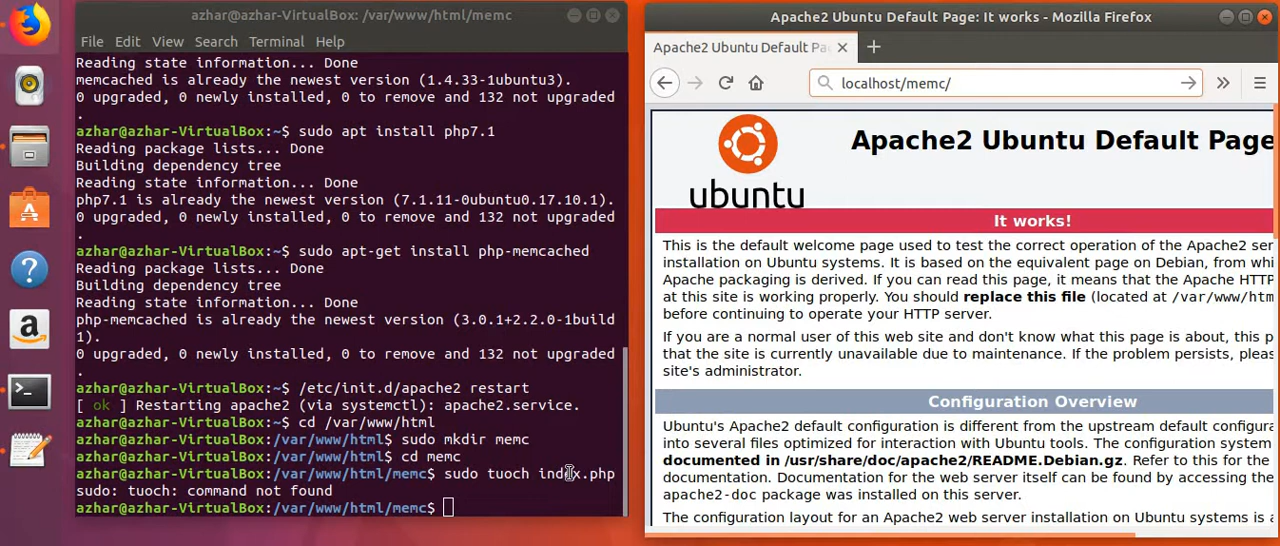 azhar@azhar-VirtualBox: /var/www/html/memc
File Edit View Search Terminal Help
Reading state information... Done
memcached is already the newest version (1.4.33-1ubuntu3).
0 upgraded, 0 newly installed, 0 to remove and 132 not upgraded
.
azhar@azhar-VirtualBox:~$ sudo apt install php7.1
Reading package lists... Done
Building dependency tree
Reading state information... Done
php7.1 is already the newest version (7.1.11-0ubuntu0.17.10.1).
0 upgraded, 0 newly installed, 0 to remove and 132 not upgraded
.
azhar@azhar-VirtualBox:~$ sudo apt-get install php-memcached
Reading package lists... Done
Building dependency tree
Reading state information... Done
php-memcached is already the newest version (3.0.1+2.2.0-1build
1).
0 upgraded, 0 newly installed, 0 to remove and 132 not upgraded
.
azhar@azhar-VirtualBox:~$ /etc/init.d/apache2 restart
[ ok ] Restarting apache2 (via systemctl): apache2.service.
azhar@azhar-VirtualBox:~$ cd /var/www/html
azhar@azhar-VirtualBox:/var/www/html$ sudo mkdir memc
azhar@azhar-VirtualBox:/var/www/html$ cd memc
azhar@azhar-VirtualBox:/var/www/html/memc$ sudo tuoch index.php
sudo: tuoch: command not found
azhar@azhar-VirtualBox:/var/www/html/memc$
Apache2 Ubuntu Default Page: It works - Mozilla Firefox
Apache2 Ubuntu Default Pa
localhost/memc/
ubuntu
Apache2 Ubuntu Default Page
It works!
This is the default welcome page used to test the correct operation of the Apache2 ser
installation on Ubuntu systems. It is based on the equivalent page on Debian, from whi
Apache packaging is derived. If you can read this page, it means that the Apache HTTP
at this site is working properly. You should replace this file (located at /var/www/htm
before continuing to operate your HTTP server.
If you are a normal user of this web site and don't know what this page is about, this p
that the site is currently unavailable due to maintenance. If the problem persists, pleas
site's administrator.
Configuration Overview
Ubuntu's Apache2 default configuration is different from the upstream default configura
into several files optimized for interaction with Ubuntu tools. The configuration system
documented in /usr/share/doc/apache2/README.Debian.gz. Refer to this for the f
documentation. Documentation for the web server itself can be found by accessing the
apache2-doc package was installed on this server.
The configuration layout for an Apache2 web server installation on Ubuntu systems is a